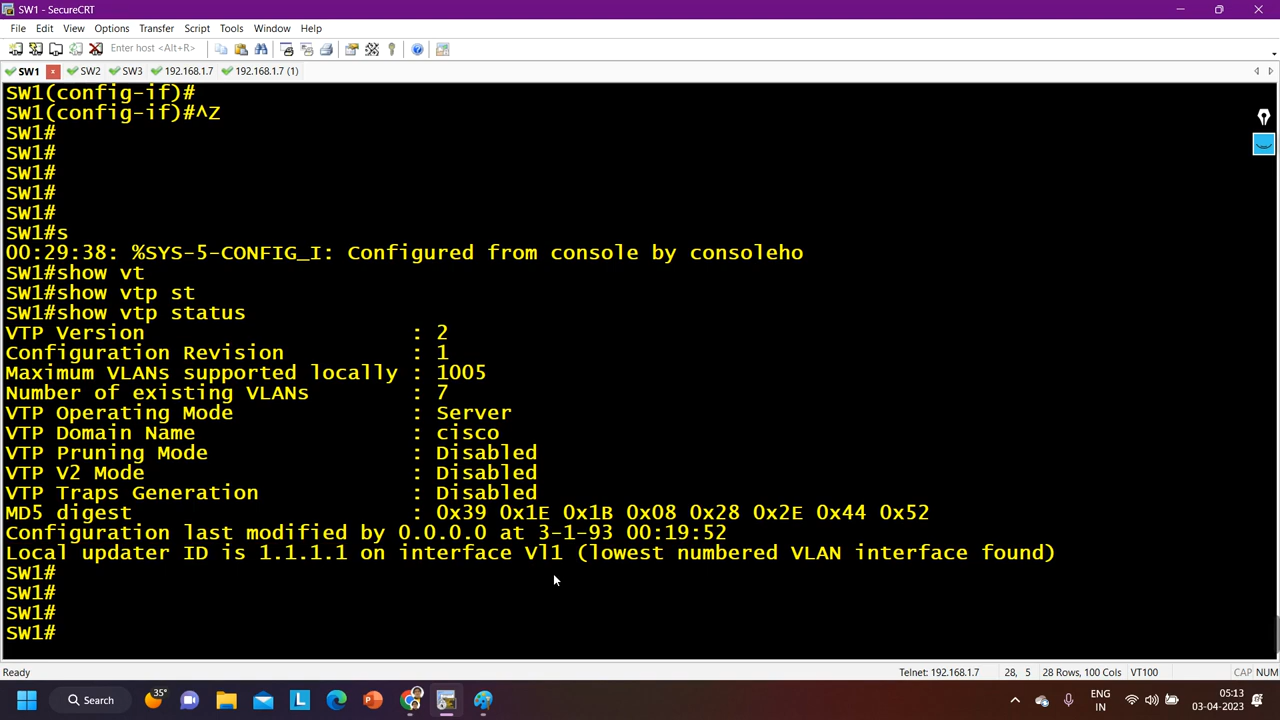 SW1 - SecureCRT
File Edit View Options Transfer Script Tools Window Help
Enter host <Alt+R>
SW1 x SW2 SW3 192.168.1.7 192.168.1.7 (1)
SW1(config-if)#
SW1(config-if)#^Z
SW1#
SW1#
SW1#
SW1#
SW1#
SW1#s
00:29:38: %SYS-5-CONFIG_I: Configured from console by consoleho
SW1#show vt
SW1#show vtp st
SW1#show vtp status
VTP Version : 2
Configuration Revision : 1
Maximum VLANs supported locally : 1005
Number of existing VLANs : 7
VTP Operating Mode : Server
VTP Domain Name : cisco
VTP Pruning Mode : Disabled
VTP V2 Mode : Disabled
VTP Traps Generation : Disabled
MD5 digest : 0x39 0x1E 0x1B 0x08 0x28 0x2E 0x44 0x52
Configuration last modified by 0.0.0.0 at 3-1-93 00:19:52
Local updater ID is 1.1.1.1 on interface Vl1 (lowest numbered VLAN interface found)
SW1#
SW1#
SW1#
SW1#
Ready Telnet: 192.168.1.7 28, 5 28 Rows, 100 Cols VT100 CAP NUM
Search 35° L ENG 05:13
IN 03-04-2023